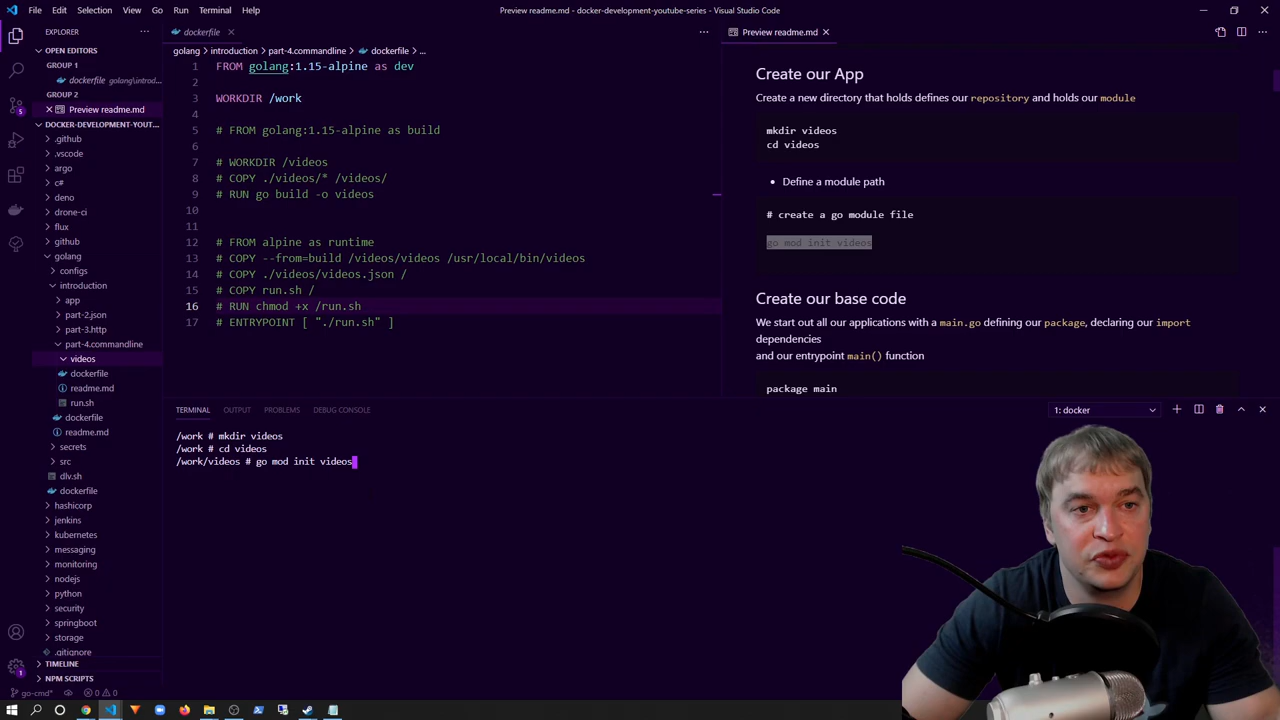 File Edit Selection View Go Run Terminal Help
Preview readme.md - docker-development-youtube-series - Visual Studio Code
EXPLORER
OPEN EDITORS
GROUP 1
dockerfile golang\introd...
GROUP 2
Preview readme.md
DOCKER-DEVELOPMENT-YOUT...
.github
.vscode
argo
c#
deno
drone-ci
flux
github
golang
configs
introduction
app
part-2.json
part-3.http
part-4.commandline
videos
dockerfile
readme.md
run.sh
dockerfile
readme.md
secrets
src
dlv.sh
dockerfile
hashicorp
jenkins
kubernetes
messaging
monitoring
nodejs
python
security
springboot
storage
.gitignore
TIMELINE
NPM SCRIPTS
dockerfile
golang > introduction > part-4.commandline > dockerfile > ...
1 FROM golang:1.15-alpine as dev
2
3 WORKDIR /work
4
5 # FROM golang:1.15-alpine as build
6
7 # WORKDIR /videos
8 # COPY ./videos/* /videos/
9 # RUN go build -o videos
10
11
12 # FROM alpine as runtime
13 # COPY --from=build /videos/videos /usr/local/bin/videos
14 # COPY ./videos/videos.json /
15 # COPY run.sh /
16 # RUN chmod +x /run.sh
17 # ENTRYPOINT [ "./run.sh" ]
Preview readme.md
Create our App
Create a new directory that holds defines our repository and holds our module
mkdir videos
cd videos
• Define a module path
# create a go module file
go mod init videos
Create our base code
We start out all our applications with a main.go defining our package, declaring our import
dependencies
and our entrypoint main() function
package main
TERMINAL OUTPUT PROBLEMS DEBUG CONSOLE
1: docker
/work # mkdir videos
/work # cd videos
/work/videos # go mod init videos
5
1
go-cmd* 0 0